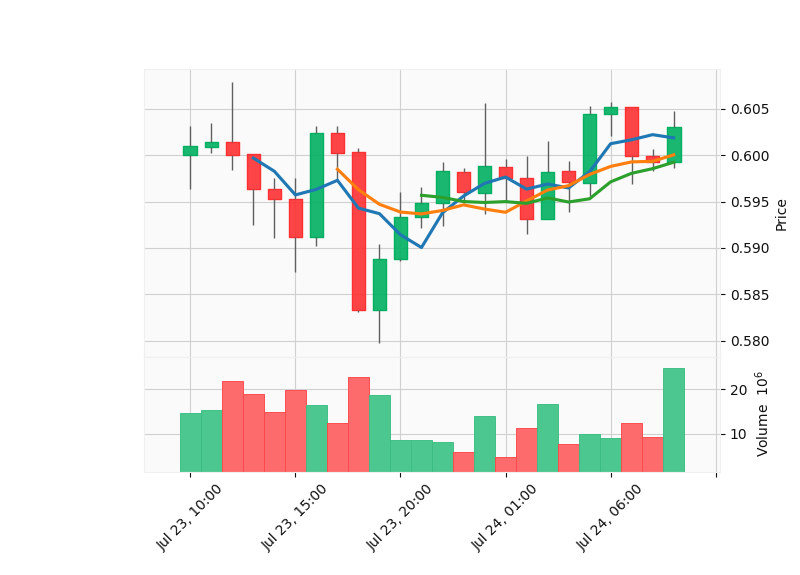 0.605
0.600
0.595
0.590
0.585
0.580
Price
20
10
Volume 10^6
Jul 23, 10:00
Jul 23, 15:00
Jul 23, 20:00
Jul 24, 01:00
Jul 24, 06:00